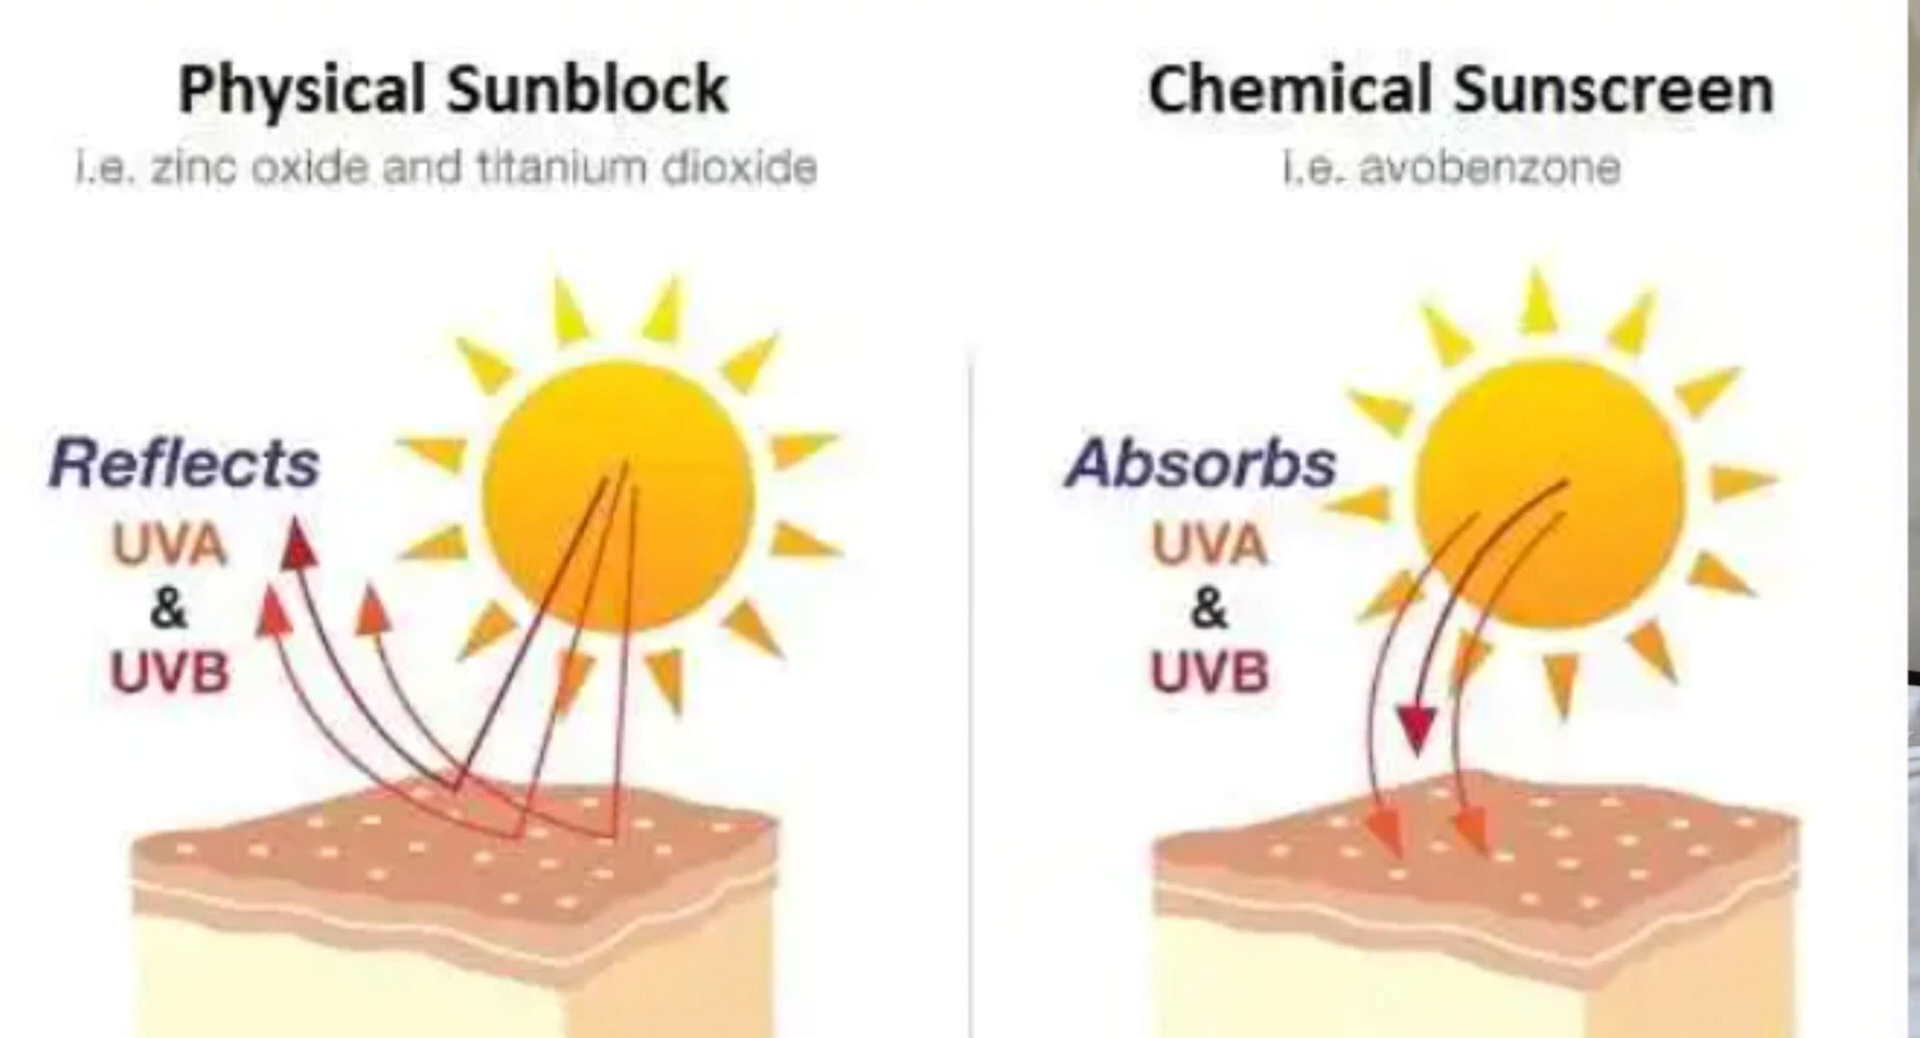 Physical Sunblock
i.e. zinc oxide and titanium dioxide
Reflects
UVA
&
UVB
Chemical Sunscreen
i.e. avobenzone
Absorbs
UVA
&
UVB